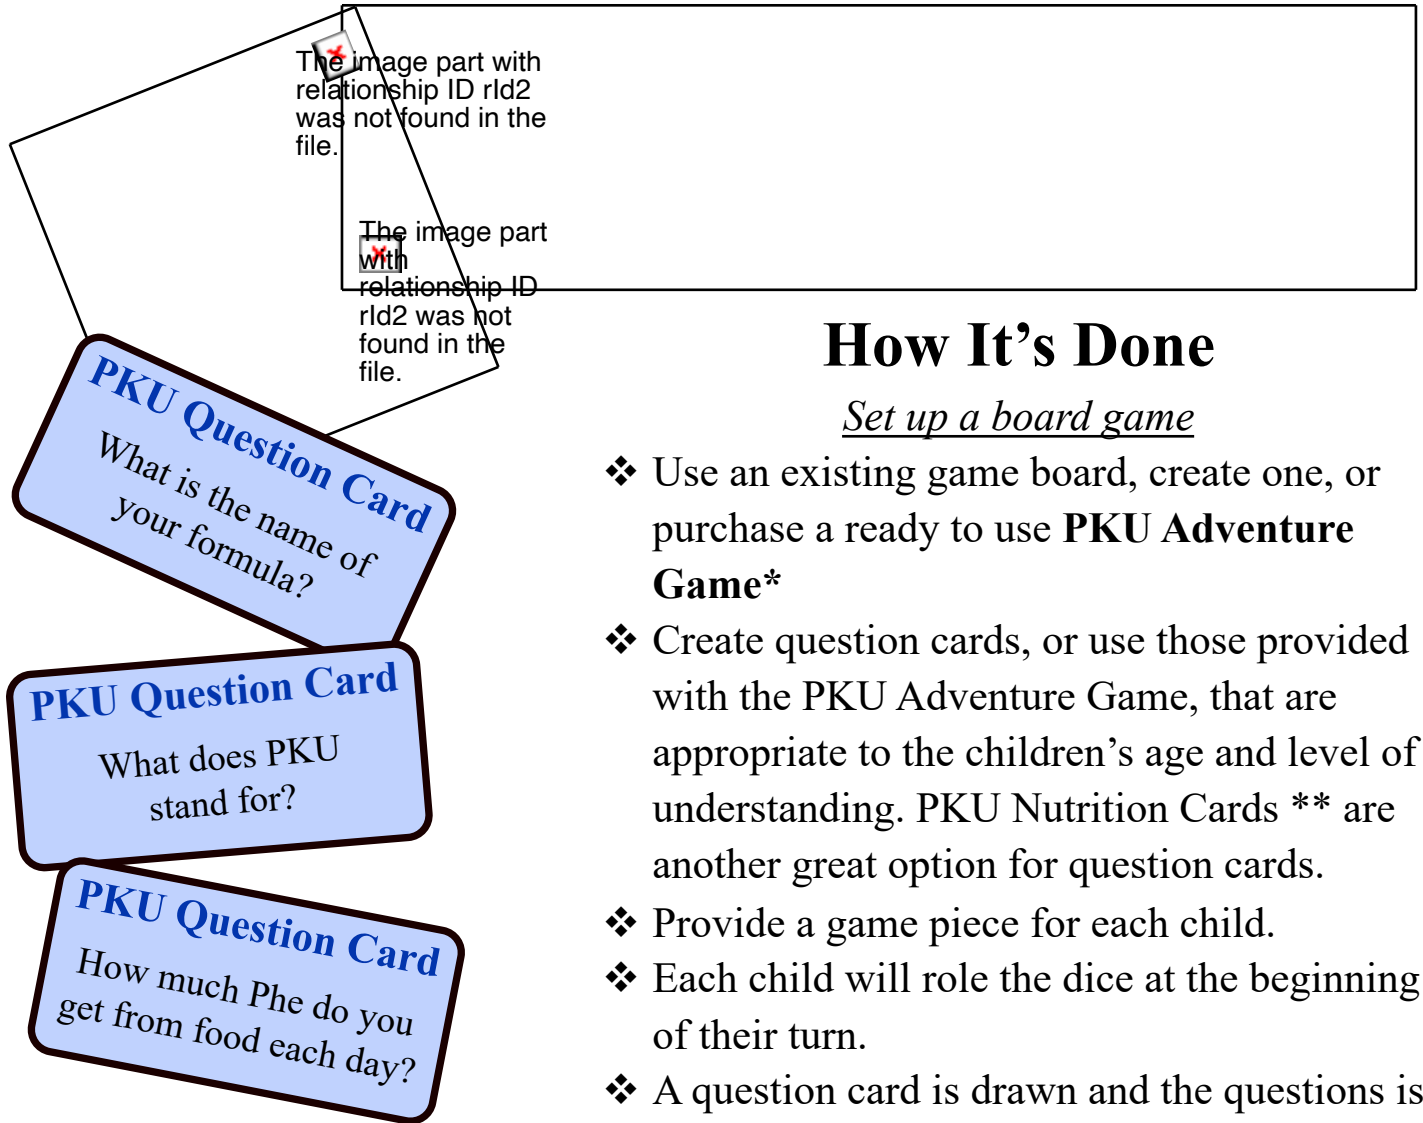 The image part with
relationship ID rId2
was not found in the
file.
The image part
with
relationship ID
rId2 was not
found in the
file.
PKU Question Card
What is the name of
your formula?
PKU Question Card
What does PKU
stand for?
PKU Question Card
How much Phe do you
get from food each day?
How It’s Done
Set up a board game
❖ Use an existing game board, create one, or
purchase a ready to use PKU Adventure
Game*
❖ Create question cards, or use those provided
with the PKU Adventure Game, that are
appropriate to the children’s age and level of
understanding. PKU Nutrition Cards ** are
another great option for question cards.
❖ Provide a game piece for each child.
❖ Each child will role the dice at the beginning
of their turn.
❖ A question card is drawn and the questions is